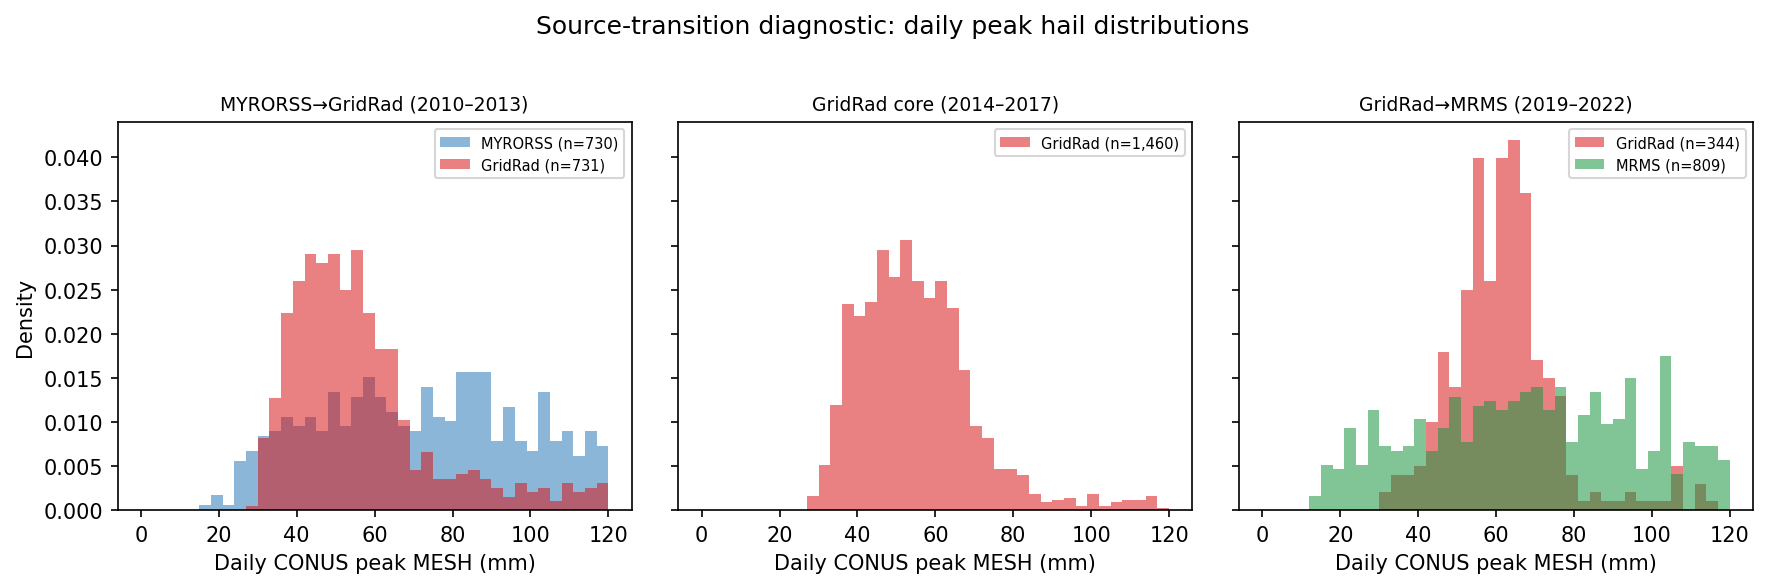 Source-transition diagnostic: daily peak hail distributions
MYRORSS→GridRad (2010–2013)
MYRORSS (n=730)
GridRad (n=731)
Density
0.040
0.035
0.030
0.025
0.020
0.015
0.010
0.005
0.000
0 20 40 60 80 100 120
Daily CONUS peak MESH (mm)
GridRad core (2014–2017)
GridRad (n=1,460)
0 20 40 60 80 100 120
Daily CONUS peak MESH (mm)
GridRad→MRMS (2019–2022)
GridRad (n=344)
MRMS (n=809)
0 20 40 60 80 100 120
Daily CONUS peak MESH (mm)